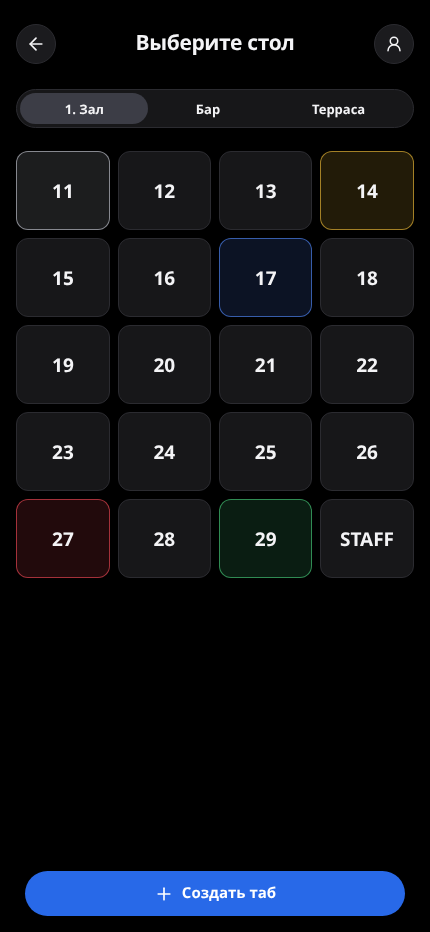 Выберите стол
1. Зал Бар Терраса
11 12 13 14
15 16 17 18
19 20 21 22
23 24 25 26
27 28 29 STAFF
Создать таб